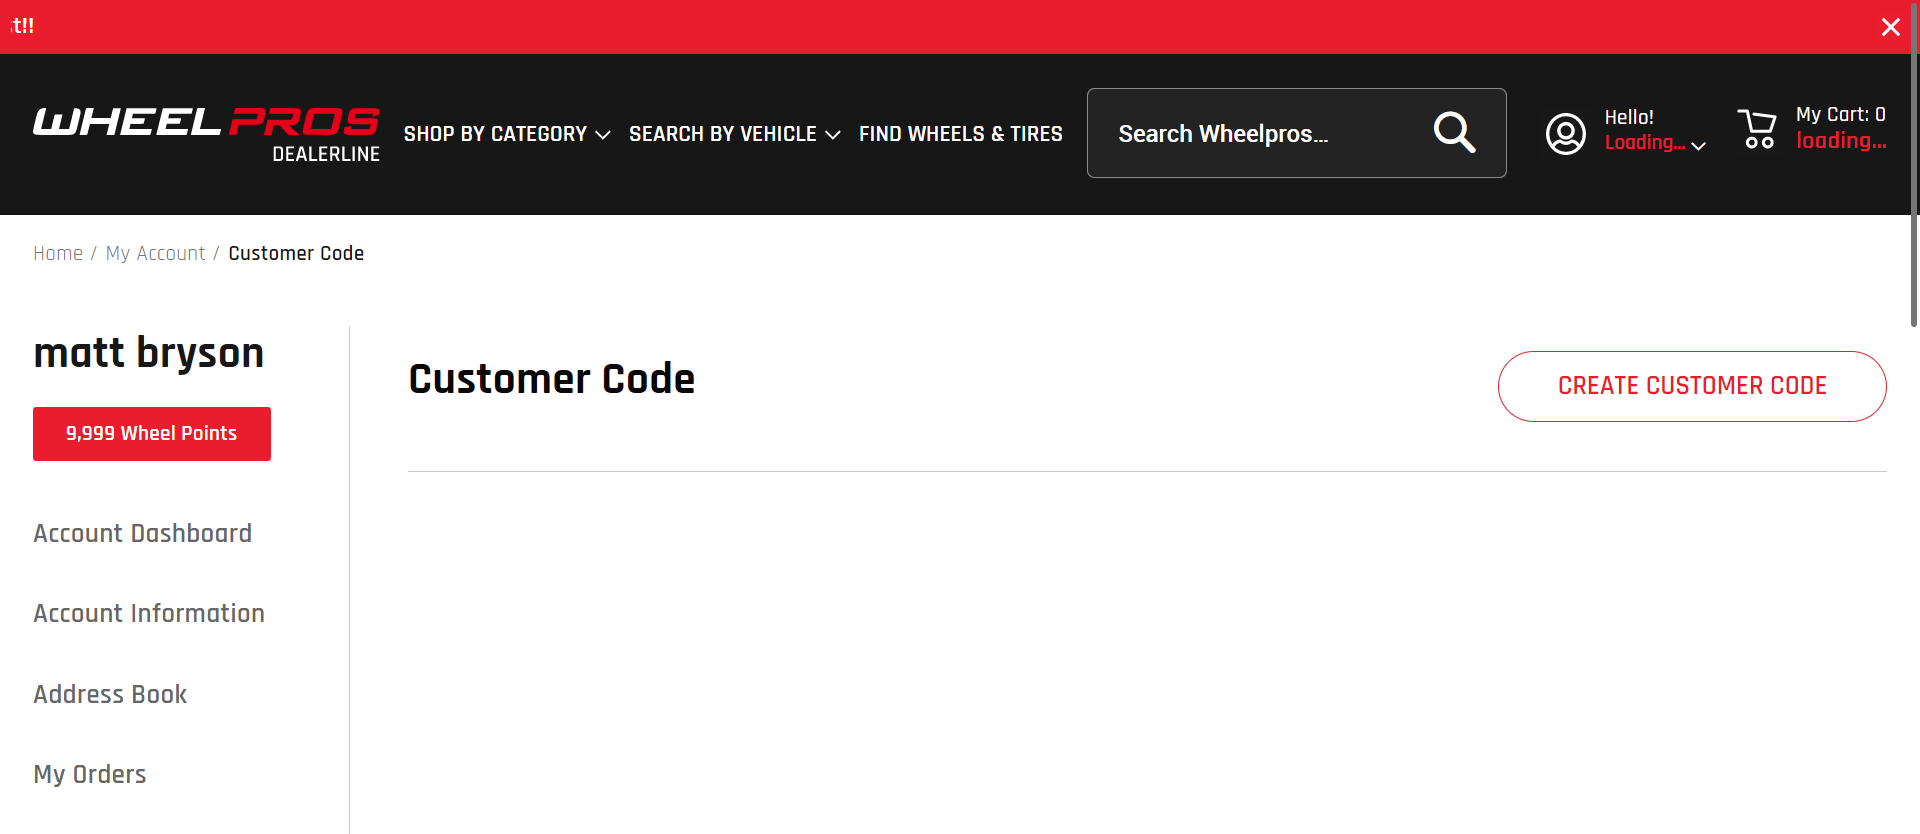 t!!
WHEEL PROS
DEALERLINE
SHOP BY CATEGORY
SEARCH BY VEHICLE
FIND WHEELS & TIRES
Search Wheelpros...
Hello!
Loading...
My Cart: 0
loading...
Home / My Account / Customer Code
matt bryson
9,999 Wheel Points
Account Dashboard
Account Information
Address Book
My Orders
Customer Code
CREATE CUSTOMER CODE